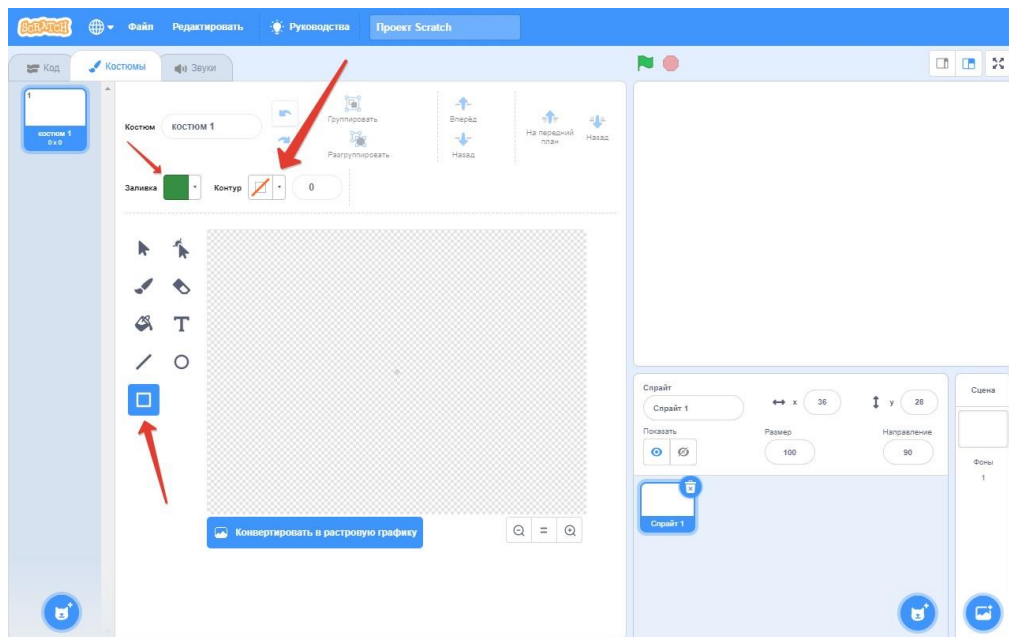 SCRATCH
Файл Редактировать Руководства Проект Scratch
Код Костюмы Звуки
1
костюм 1
0 x 0
Костюм костюм 1
Группировать
Разгруппировать
Вперёд
Назад
На передний
план
Назад
Заливка Контур 0
Конвертировать в растровую графику
Спрайт
Спрайт 1
x 36
y 28
Показать
Размер
100
Направление
90
Спрайт 1
Сцена
Фоны
1